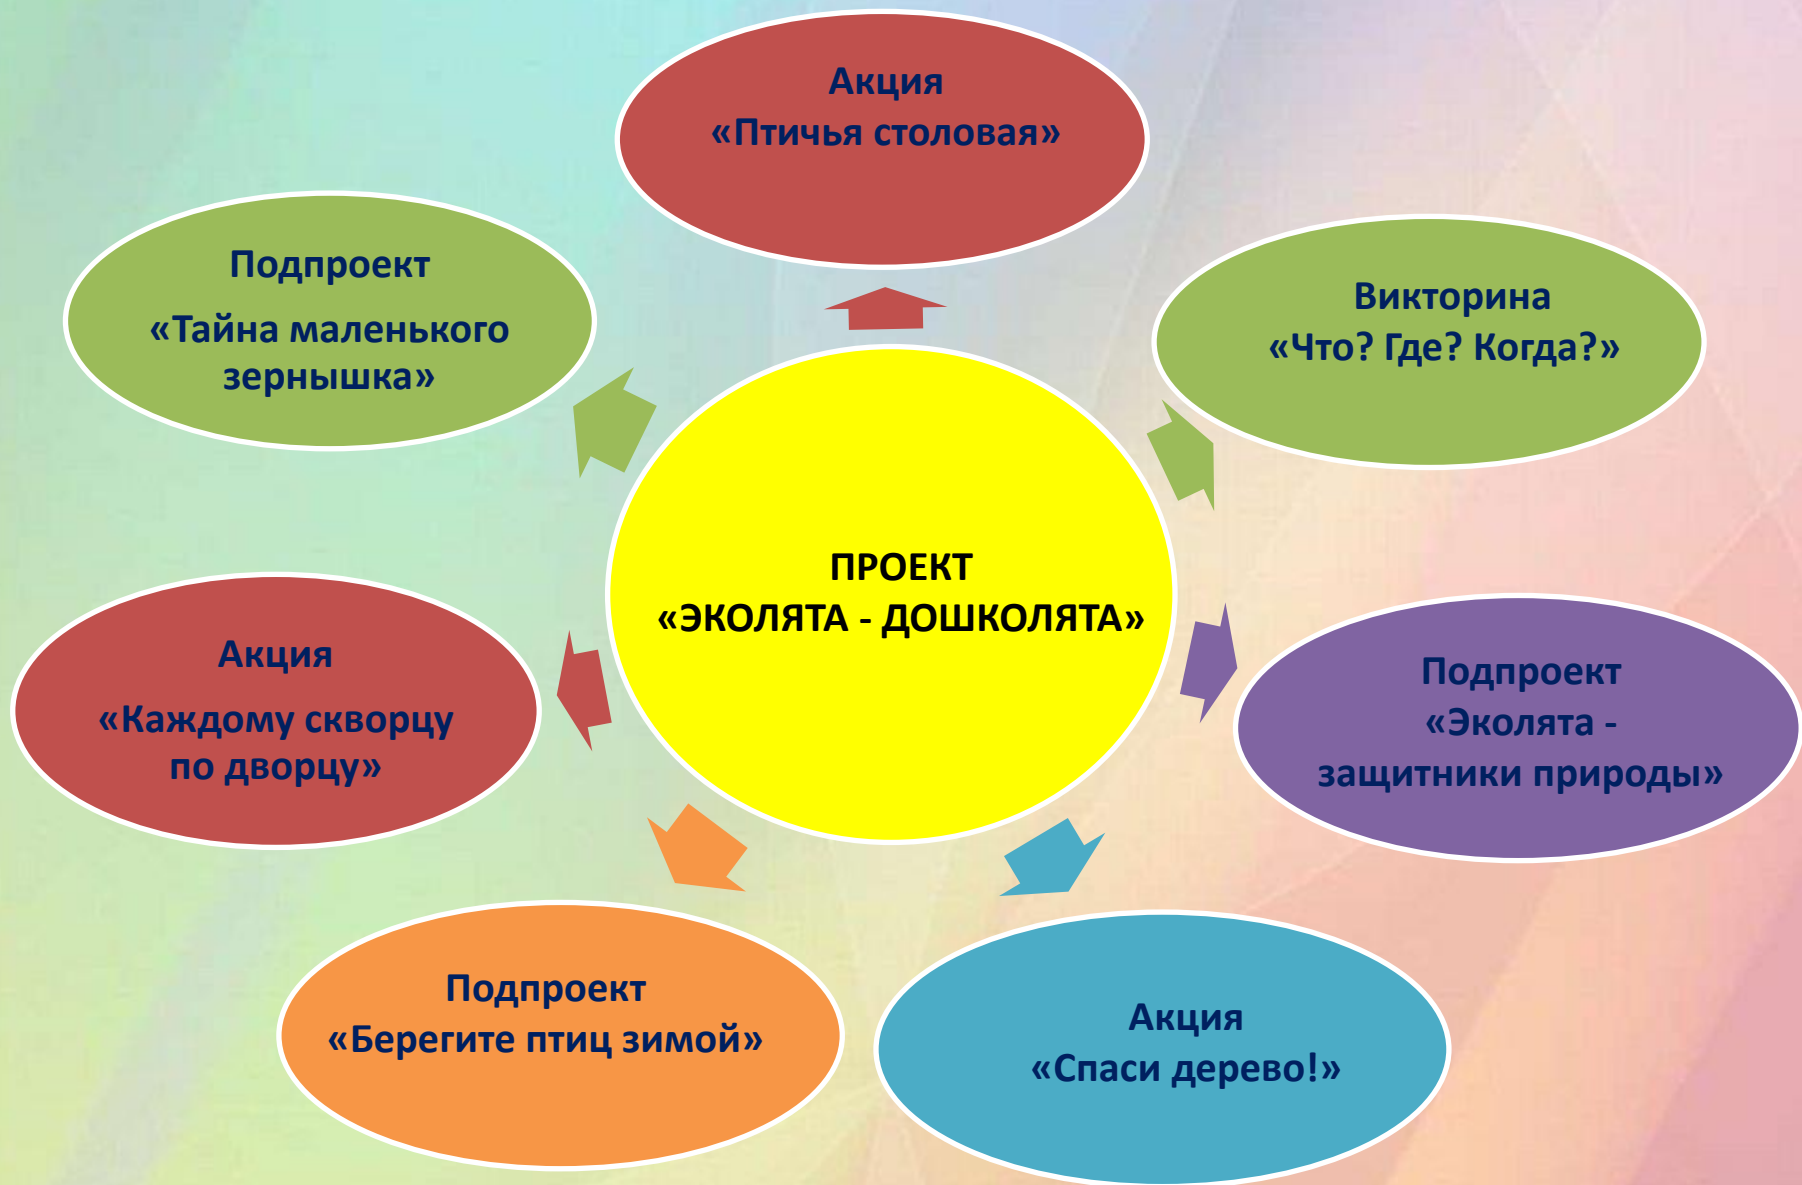 Акция
«Птичья столовая»
Подпроект
«Тайна маленького
зернышка»
Викторина
«Что? Где? Когда?»
ПРОЕКТ
«ЭКОЛЯТА - ДОШКОЛЯТА»
Акция
«Каждому скворцу
по дворцу»
Подпроект
«Эколята -
защитники природы»
Подпроект
«Берегите птиц зимой»
Акция
«Спаси дерево!»